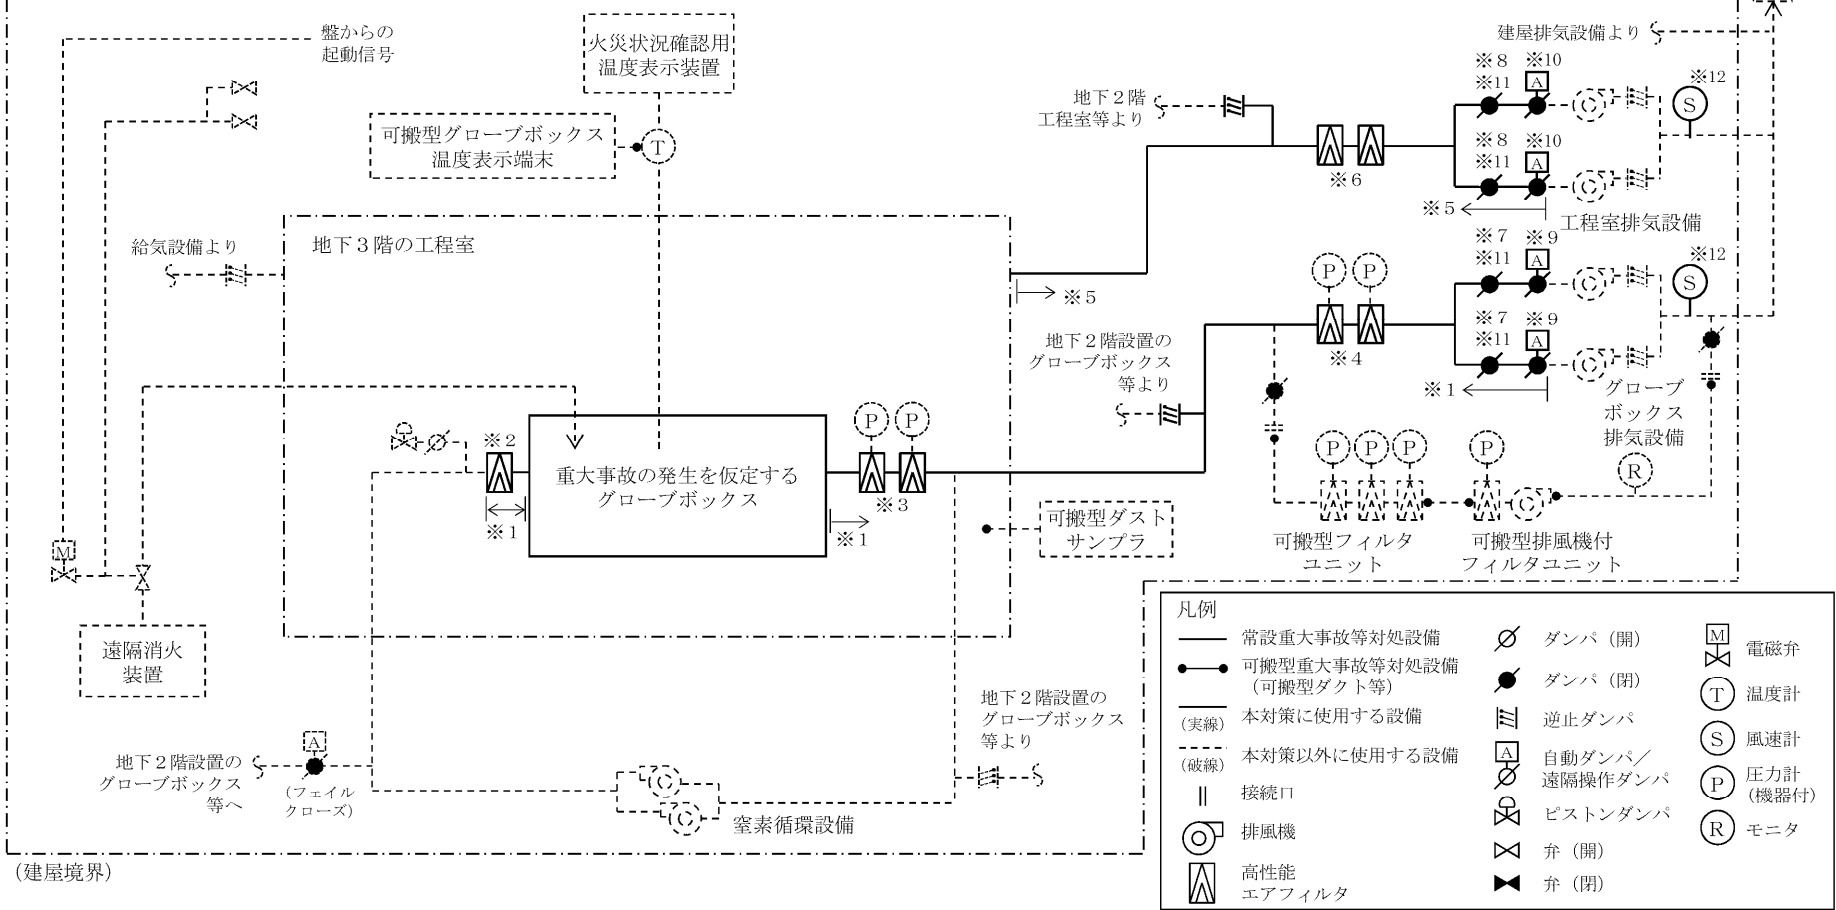 盤からの
起動信号
火災状況確認用
温度表示装置
可搬型グローブボックス
温度表示端末
T
地下２階
工程室等より
建屋排気設備より
※8
※10
※11
A
※12
S
※8
※10
※11
A
※6
※5
工程室排気設備
給気設備より
地下３階の工程室
※5
※7
※9
※11
A
※12
S
P
P
※7
※9
※11
A
※4
※1
グローブ
ボックス
排気設備
地下２階設置の
グローブボックス
等より
P
P
※2
※1
重大事故の発生を仮定する
グローブボックス
※3
※1
P
P
P
P
R
可搬型ダスト
サンプラ
可搬型フィルタ
ユニット
可搬型排風機付
フィルタユニット
M
遠隔消火
装置
地下２階設置の
グローブボックス
等へ
A
(フェイル
クローズ)
窒素循環設備
地下２階設置の
グローブボックス
等より
(建屋境界)
凡例
常設重大事故等対処設備
可搬型重大事故等対処設備
(可搬型ダクト等)
(実線) 本対策に使用する設備
(破線) 本対策以外に使用する設備
接続口
排風機
高性能
エアフィルタ
ダンパ（開）
ダンパ（閉）
逆止ダンパ
A
自動ダンパ／
遠隔操作ダンパ
ピストンダンパ
弁（開）
弁（閉）
M 電磁弁
T 温度計
S 風速計
P 圧力計
(機器付)
R モニタ